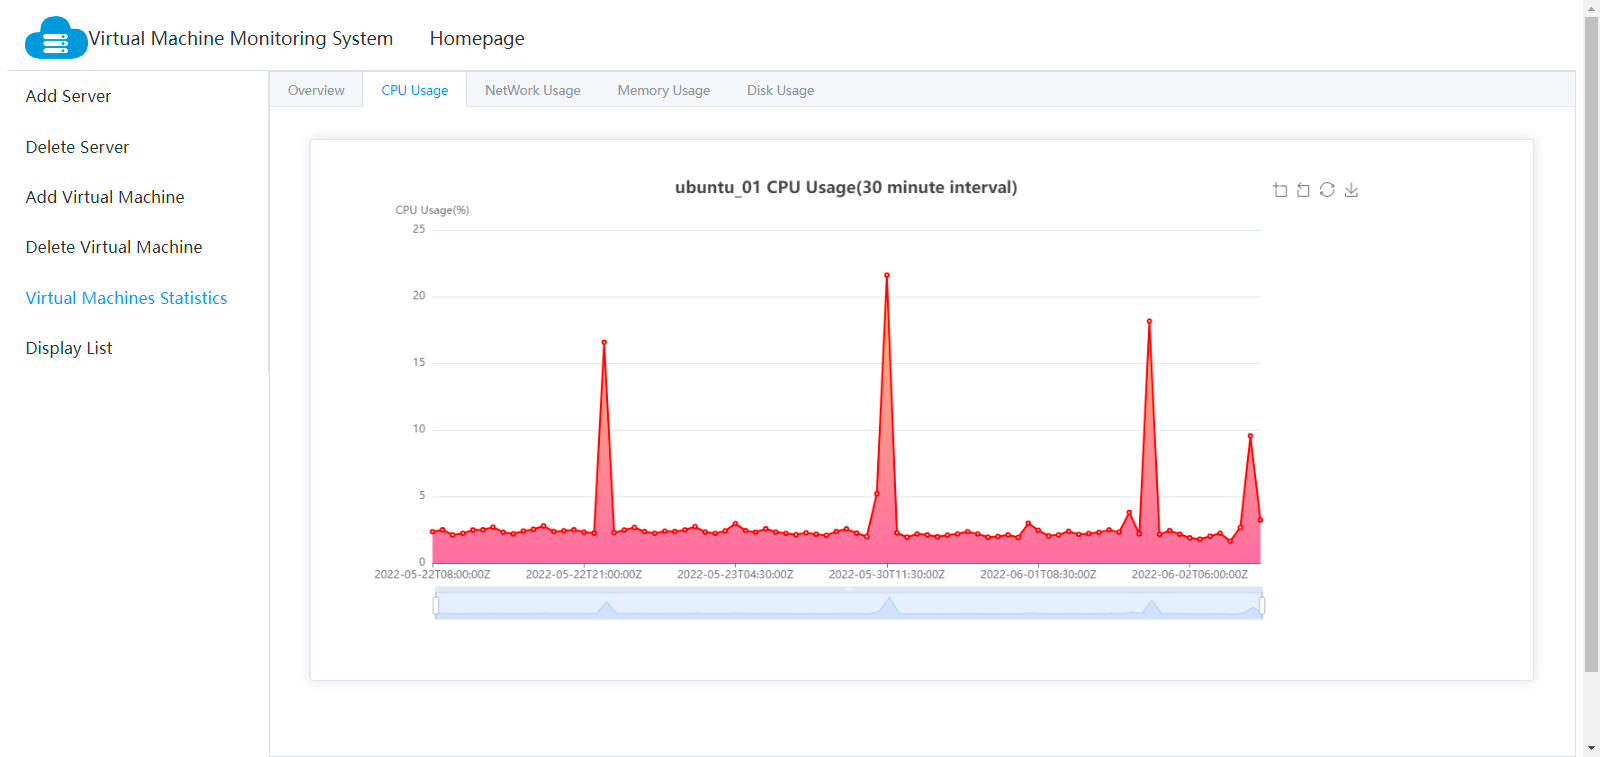 Virtual Machine Monitoring System Homepage
Add Server
Delete Server
Add Virtual Machine
Delete Virtual Machine
Virtual Machines Statistics
Display List
Overview CPU Usage NetWork Usage Memory Usage Disk Usage
ubuntu_01 CPU Usage(30 minute interval)
CPU Usage(%)
25
20
15
10
5
0
2022-05-22T08:00:00Z 2022-05-22T21:00:00Z 2022-05-23T04:30:00Z 2022-05-30T11:30:00Z 2022-06-01T08:30:00Z 2022-06-02T06:00:00Z